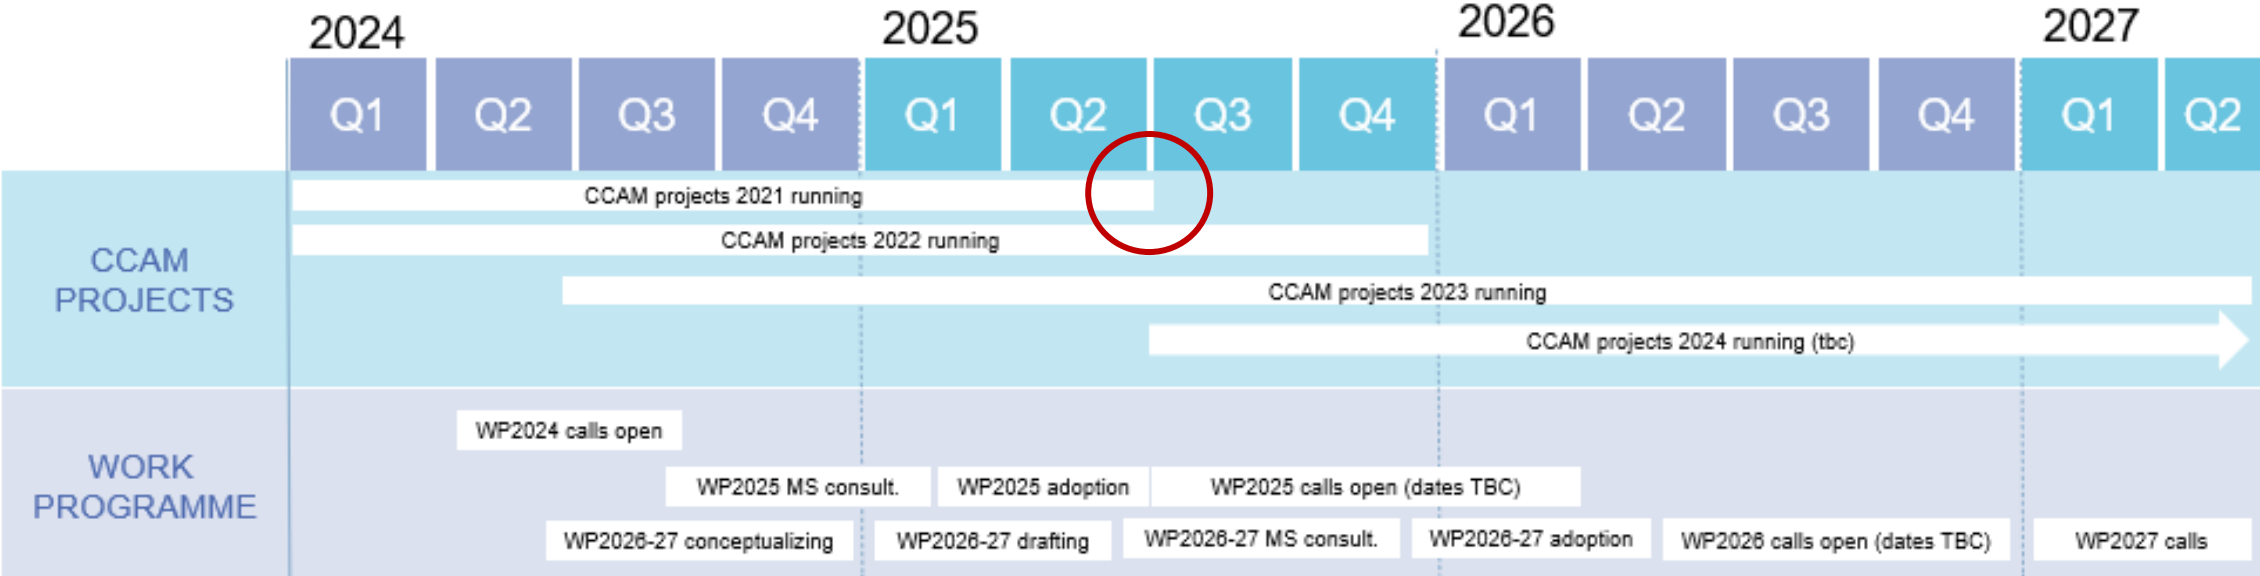 2024 2025 2026 2027
Q1 Q2 Q3 Q4 Q1 Q2 Q3 Q4 Q1 Q2 Q3 Q4 Q1 Q2
CCAM
PROJECTS
CCAM projects 2021 running
CCAM projects 2022 running
CCAM projects 2023 running
CCAM projects 2024 running (tbc)
WORK
PROGRAMME
WP2024 calls open
WP2025 MS consult. WP2025 adoption WP2025 calls open (dates TBC)
WP2026-27 conceptualizing WP2026-27 drafting WP2026-27 MS consult. WP2026-27 adoption WP2026 calls open (dates TBC) WP2027 calls